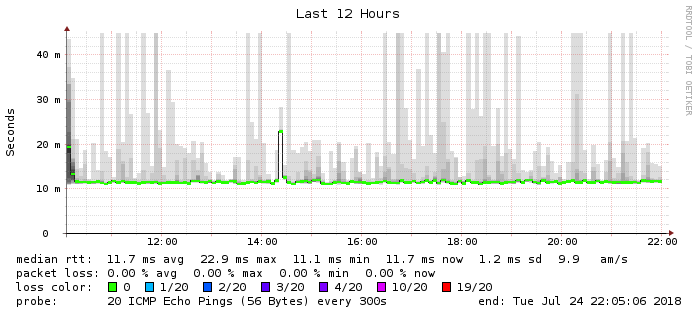 Last 12 Hours
RRDTOOL / TOBI OETIKER
Seconds
40 m
30 m
20 m
10 m
0
12:00 14:00 16:00 18:00 20:00 22:00
median rtt: 11.7 ms avg 22.9 ms max 11.1 ms min 11.7 ms now 1.2 ms sd 9.9 am/s
packet loss: 0.00 % avg 0.00 % max 0.00 % min 0.00 % now
loss color: 0 1/20 2/20 3/20 4/20 10/20 19/20
probe: 20 ICMP Echo Pings (56 Bytes) every 300s end: Tue Jul 24 22:05:06 2018